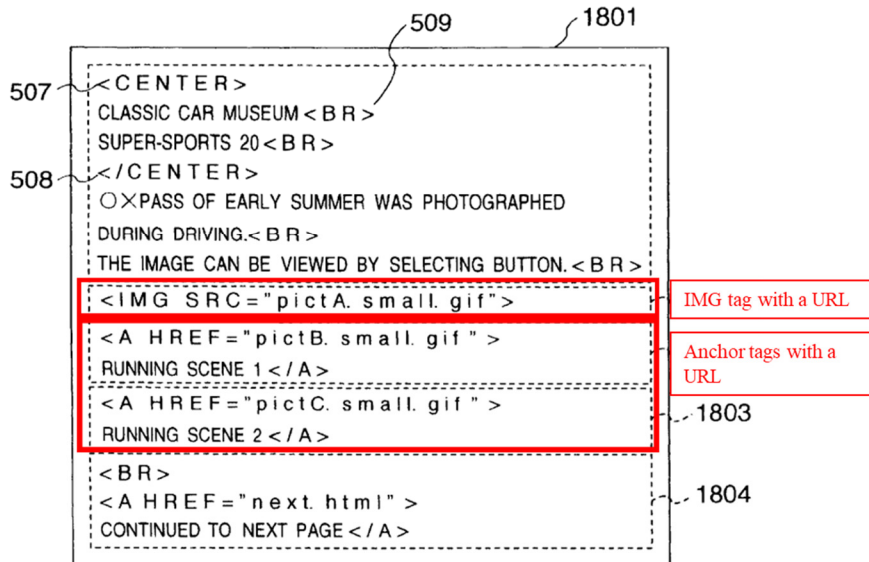 509
1801
507
<CENTER>
CLASSIC CAR MUSEUM<BR>
SUPER-SPORTS 20<BR>
508
</CENTER>
○×PASS OF EARLY SUMMER WAS PHOTOGRAPHED
DURING DRIVING.<BR>
THE IMAGE CAN BE VIEWED BY SELECTING BUTTON.<BR>
<IMG SRC="pictA. small. gif">
IMG tag with a URL
<A HREF="pictB. small. gif">
RUNNING SCENE 1</A>
Anchor tags with a
URL
<A HREF="pictC. small. gif">
RUNNING SCENE 2</A>
1803
<BR>
<A HREF="next. html">
CONTINUED TO NEXT PAGE</A>
1804